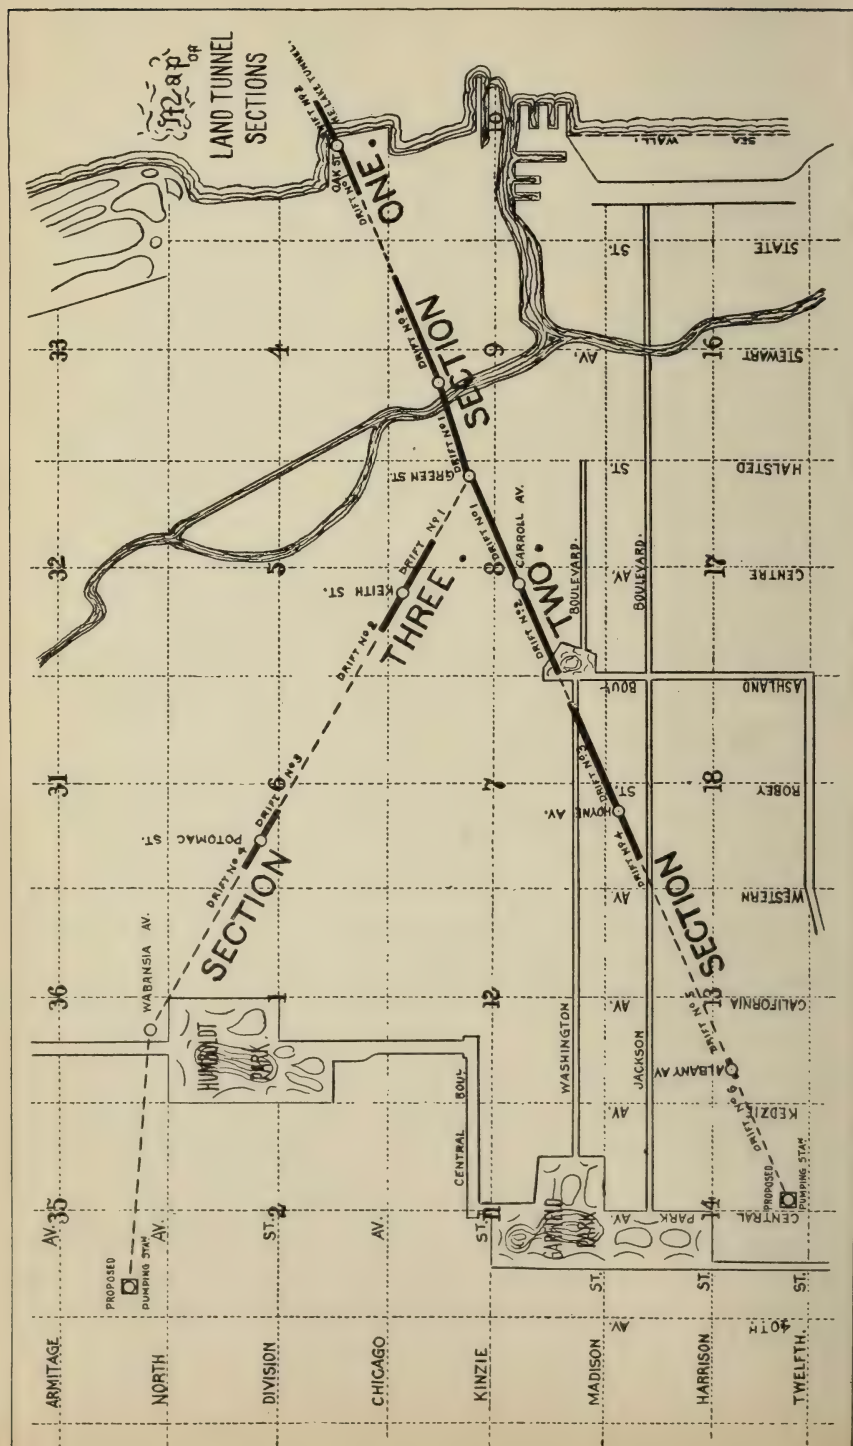 Map
OF
LAND TUNNEL
SECTIONS
DRIFT No 2
LAKE TUNNEL.
OAK ST
DRIFT No 1
SECTION ONE.
DRIFT No 2
DRIFT No 1
GREEN ST.
DRIFT No 1
CARROLL AV.
DRIFT No 2
DRIFT No 3
HOYNE AV.
DRIFT No 4
SECTION TWO.
DRIFT No 5
ALBANY AV
DRIFT No 6
PROPOSED
PUMPING STAN
DRIFT No 1
KEITH ST.
DRIFT No 2
SECTION THREE.
DRIFT No 3
POTOMAC ST.
DRIFT No 4
WABANSIA AV.
PROPOSED
PUMPING STAN
SEA WALL.
HUMBOLDT
PARK
GARFIELD
PARK
CENTRAL BOUL
WASHINGTON BOULEVARD.
JACKSON BOULEVARD.
ARMITAGE AV.
NORTH AV.
DIVISION ST.
CHICAGO AV.
KINZIE ST.
MADISON ST.
HARRISON ST.
TWELFTH ST.
40TH AV.
CENTRAL PARK AV.
KEDZIE AV.
CALIFORNIA AV
WESTERN AV
ROBEY ST.
ASHLAND BOU
CENTRE AV.
HALSTED ST.
STEWART AV.
STATE ST.
35
36
31
32
33
2
1
6
5
4
11
12
7
8
9
10
14
13
18
17
16